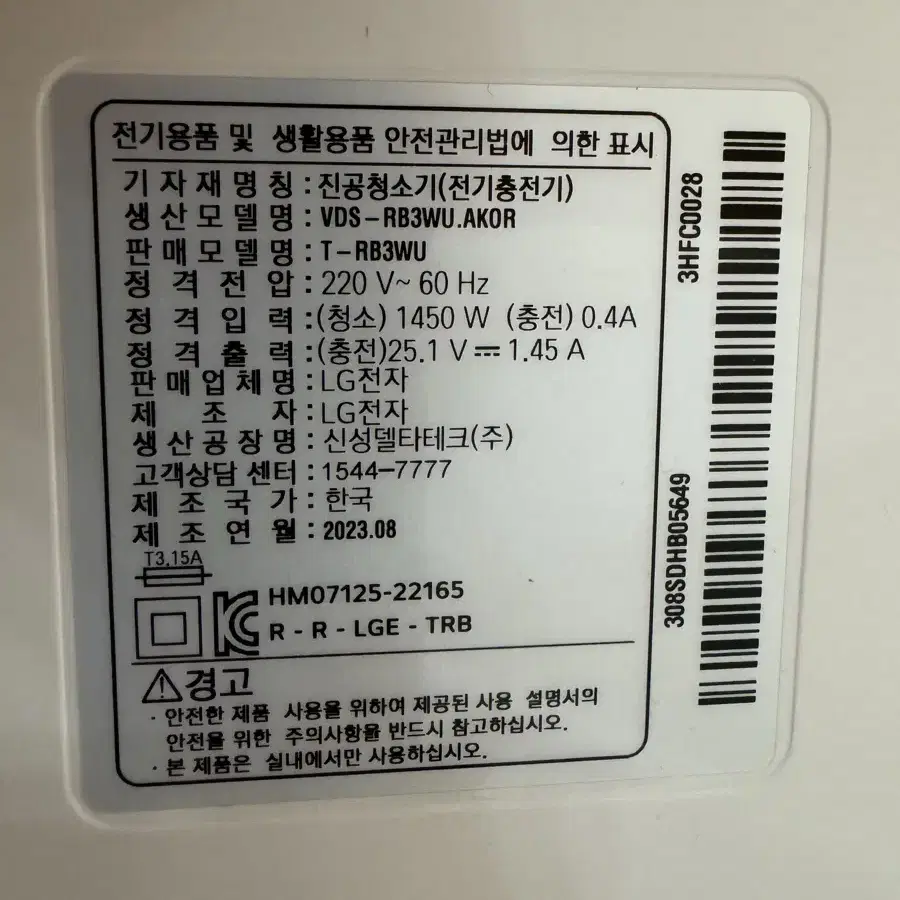 전기용품 및 생활용품 안전관리법에 의한 표시
기자재명칭 : 진공청소기(전기충전기)
생산모델명 : VDS-RB3WU.AKOR
판매모델명 : T-RB3WU
정격전압 : 220 V~ 60 Hz
정격입력 : (청소) 1450 W (충전) 0.4A
정격출력 : (충전)25.1 V⎓1.45 A
판매업체명 : LG전자
제조자 : LG전자
생산공장명 : 신성델타테크(주)
고객상담 센터 : 1544-7777
제조국가 : 한국
제조연월 : 2023.08
T3.15A
HM07125-22165
R - R - LGE - TRB
경고
· 안전한 제품 사용을 위하여 제공된 사용 설명서의
안전을 위한 주의사항을 반드시 참고하십시오.
· 본 제품은 실내에서만 사용하십시오.
3HFC0028
308SDHB05649